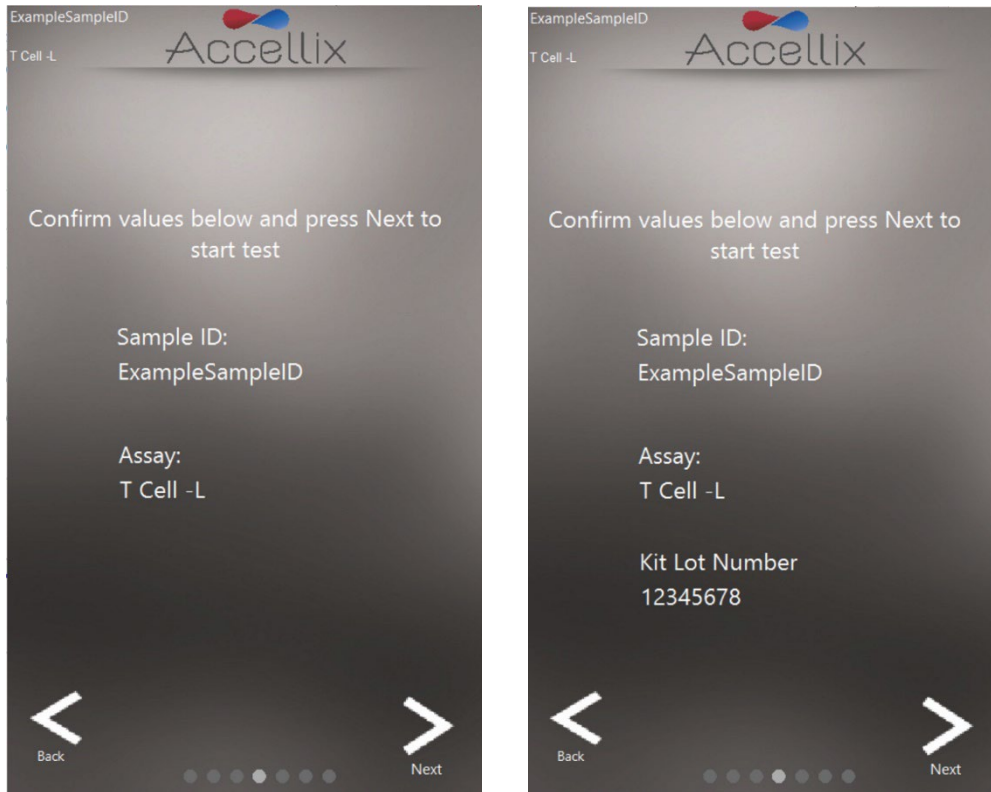 ExampleSampleID
T Cell -L
Accellix
Confirm values below and press Next to
start test
Sample ID:
ExampleSampleID
Assay:
T Cell -L
Back
Next
ExampleSampleID
T Cell -L
Accellix
Confirm values below and press Next to
start test
Sample ID:
ExampleSampleID
Assay:
T Cell -L
Kit Lot Number
12345678
Back
Next